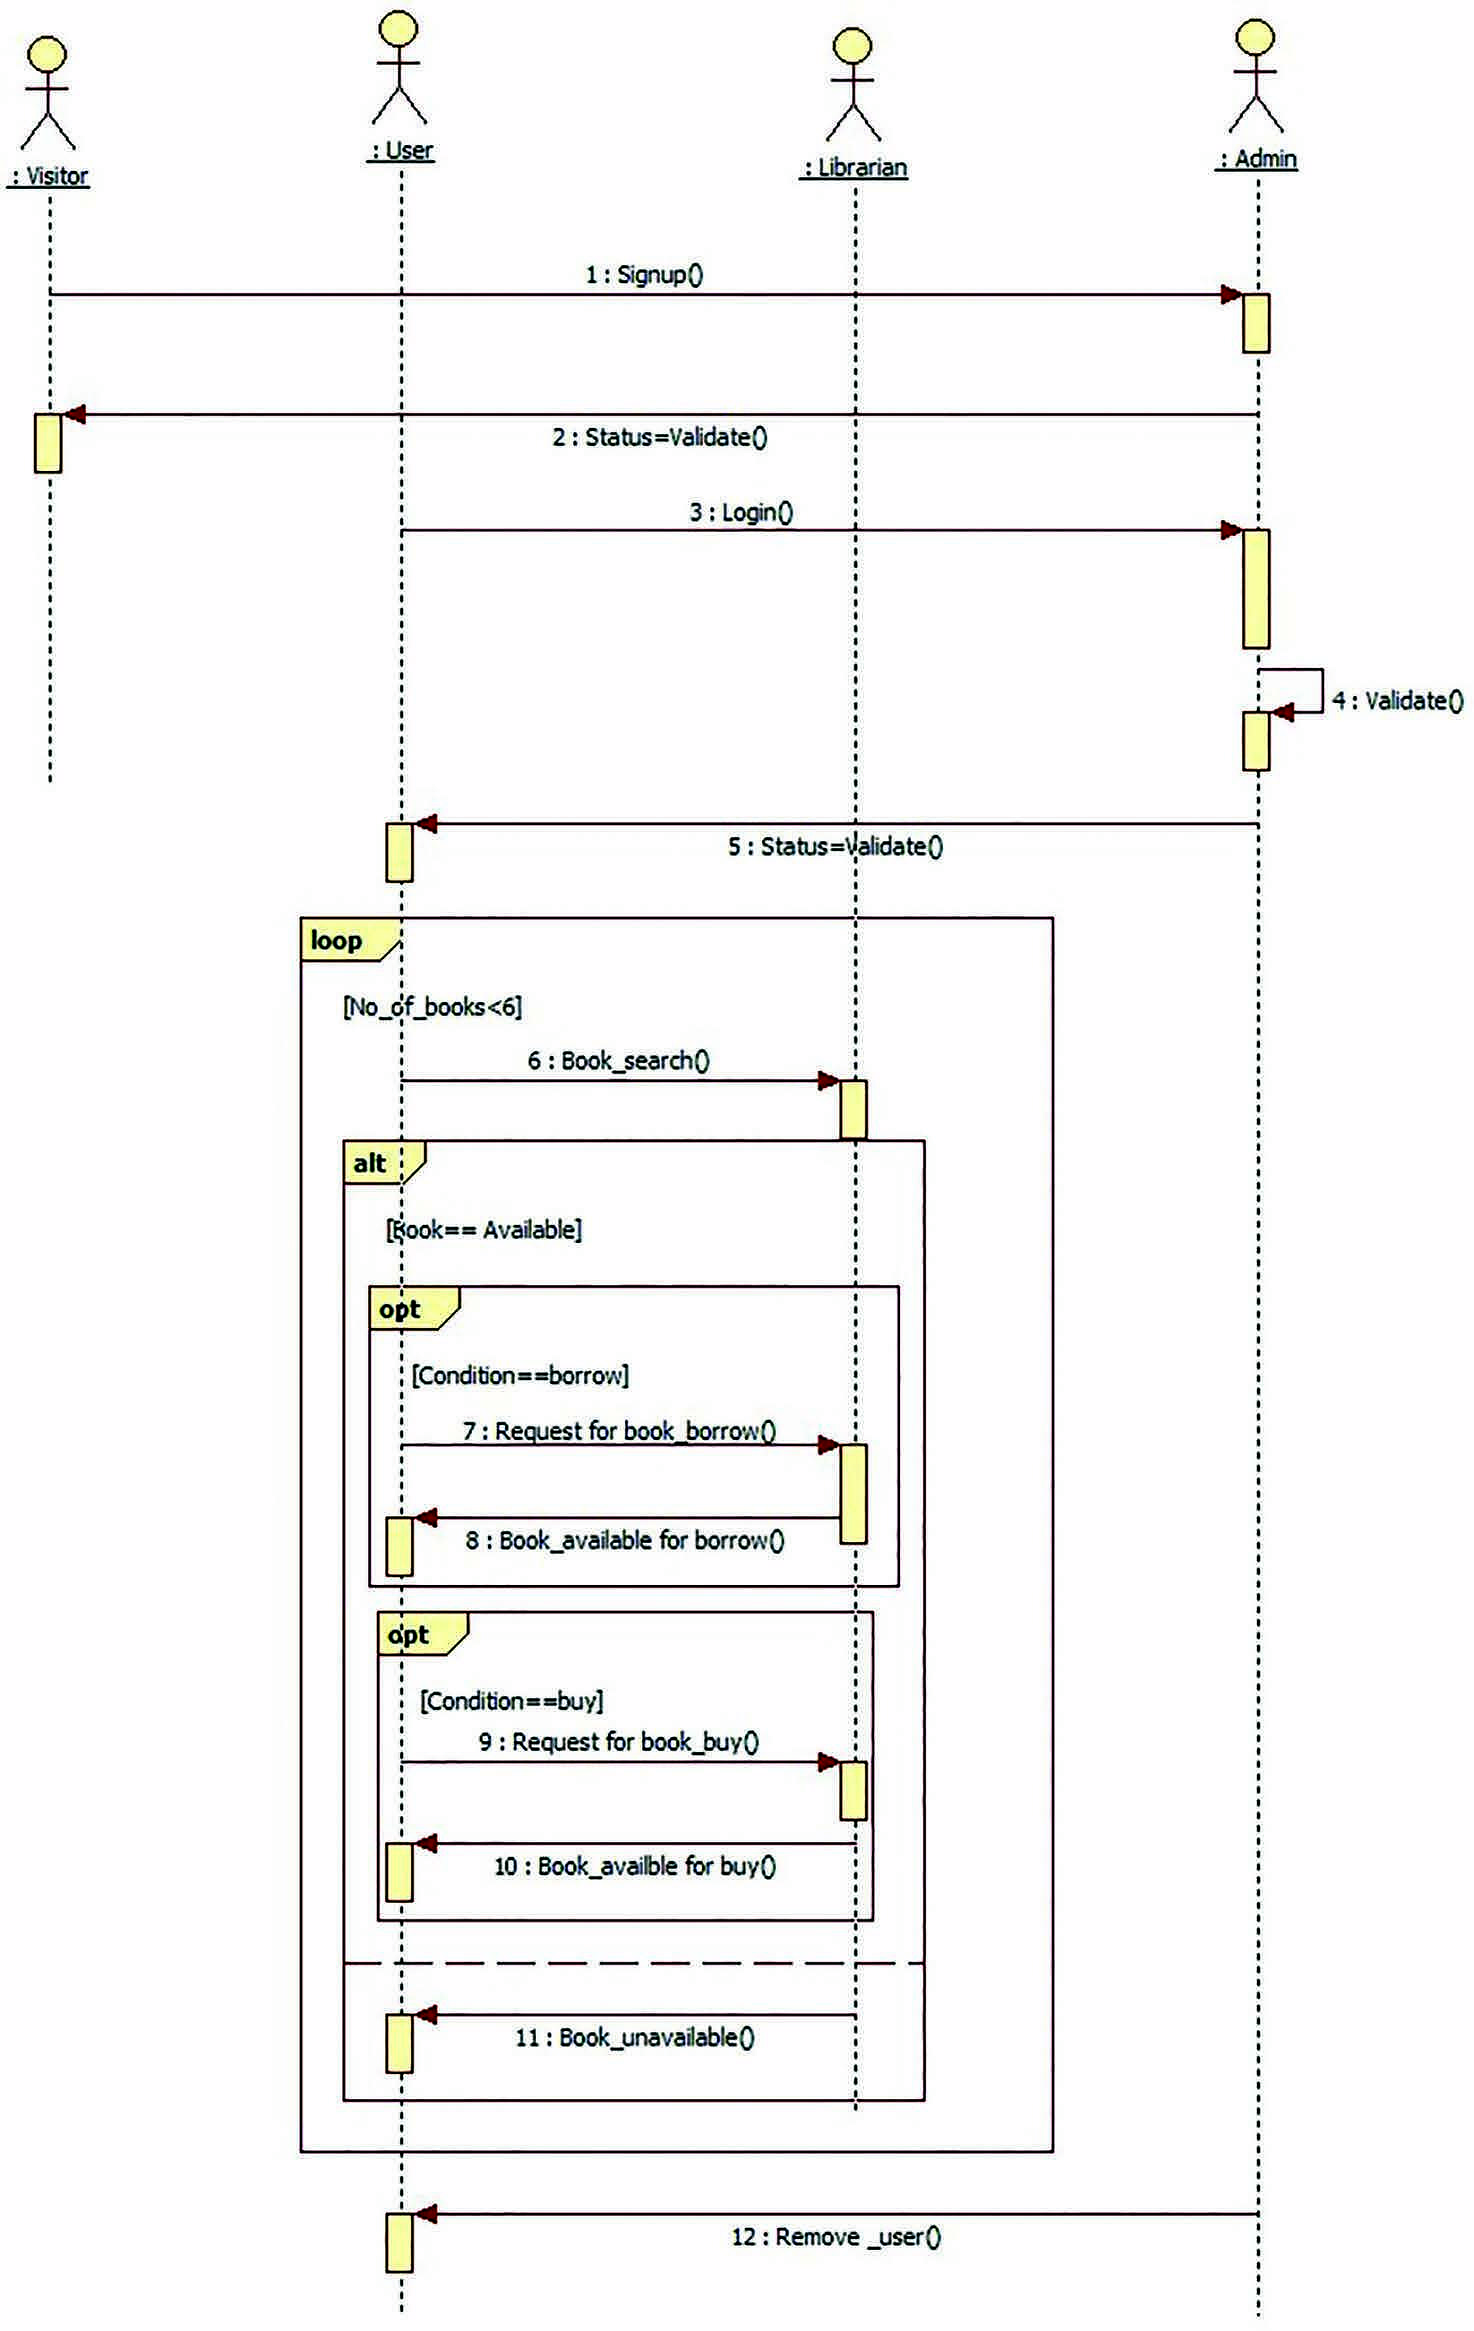 : Visitor
: User
: Librarian
: Admin
1 : Signup()
2 : Status=Validate()
3 : Login()
4 : Validate()
5 : Status=Validate()
loop
[No_of_books<6]
6 : Book_search()
alt
[Book== Available]
opt
[Condition==borrow]
7 : Request for book_borrow()
8 : Book_available for borrow()
opt
[Condition==buy]
9 : Request for book_buy()
10 : Book_availble for buy()
11 : Book_unavailable()
12 : Remove _user()